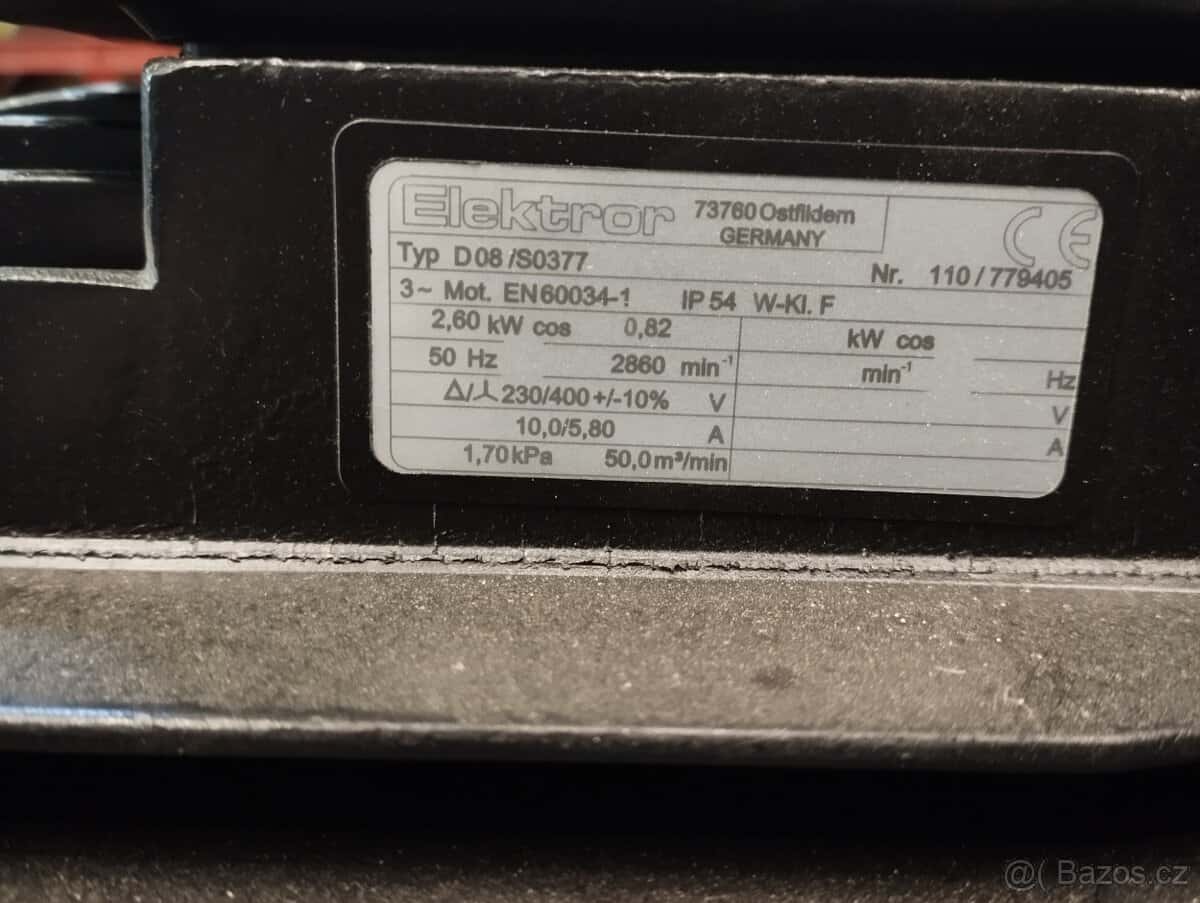 Elektror 73760 Ostfildern
GERMANY
CE
Typ D08/S0377 Nr. 110/779405
3~ Mot. EN60034-1 IP 54 W-Kl. F
2,60 kW cos 0,82 kW cos
50 Hz 2860 min⁻¹ min⁻¹ Hz
Δ/⅄ 230/400 +/-10% V V
10,0/5,80 A A
1,70 kPa 50,0 m³/min
@( Bazos.cz